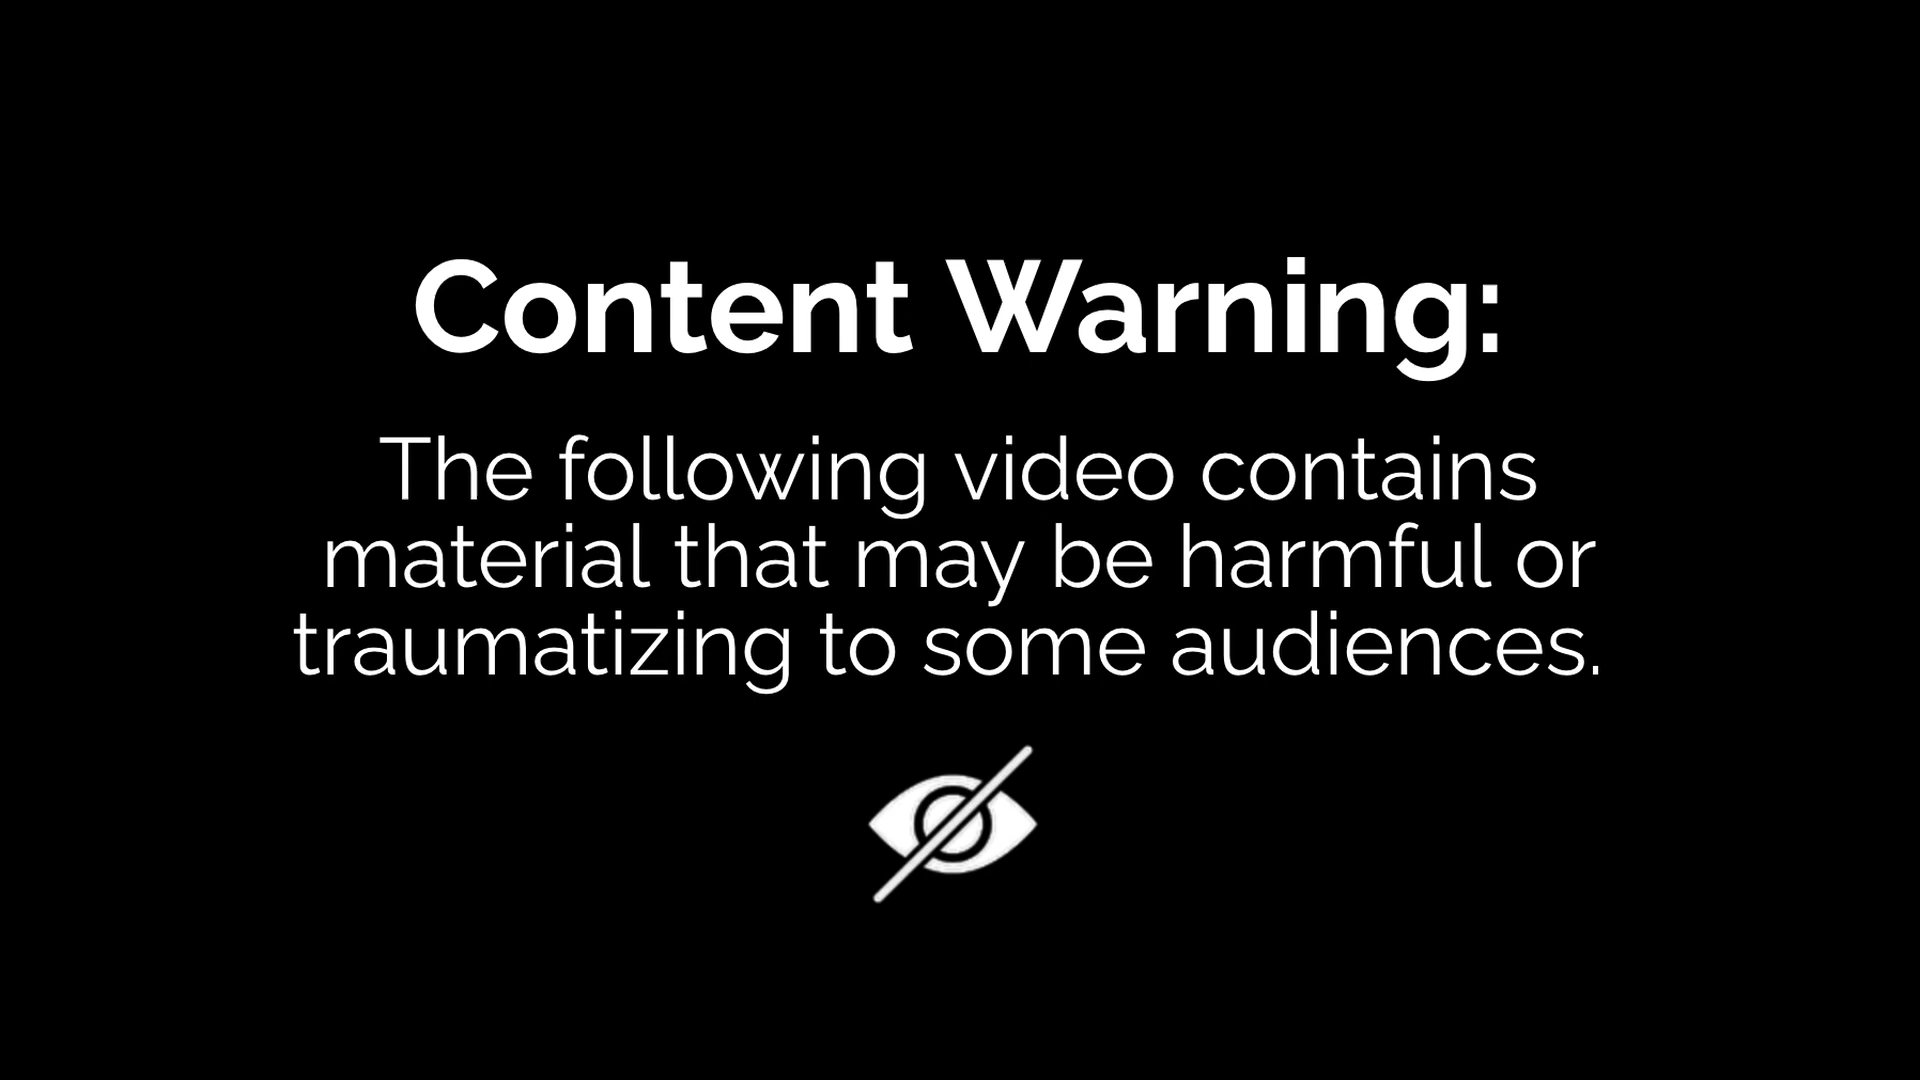 Content Warning:
The following video contains
material that may be harmful or
traumatizing to some audiences.